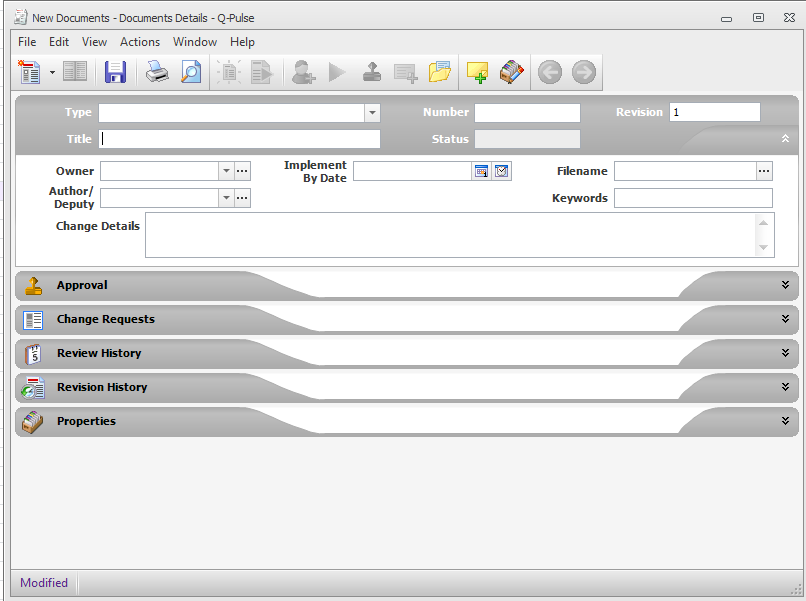 New Documents - Documents Details - Q-Pulse
File Edit View Actions Window Help
Type Number Revision 1
Title Status
Owner Implement By Date Filename
Author/ Deputy Keywords
Change Details
Approval
Change Requests
Review History
Revision History
Properties
Modified